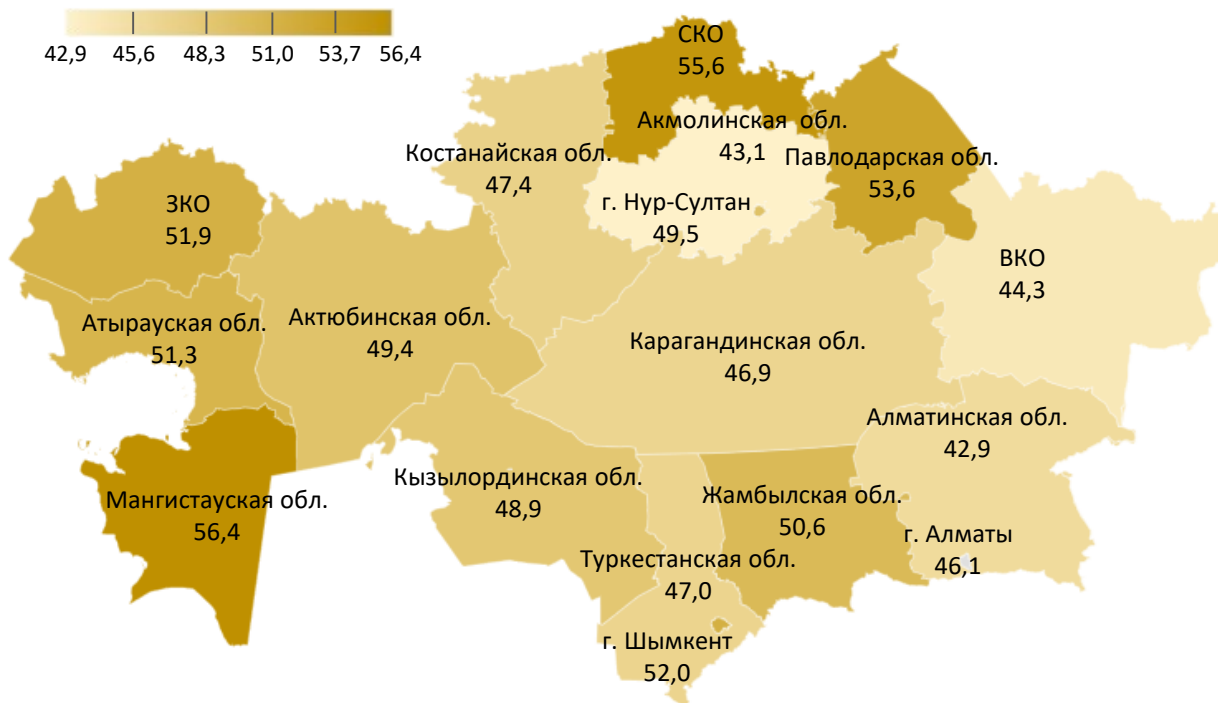 42,9 45,6 48,3 51,0 53,7 56,4
СКО
55,6
Акмолинская обл.
43,1
Костанайская обл.
47,4
Павлодарская обл.
53,6
г. Нур-Султан
49,5
ЗКО
51,9
ВКО
44,3
Атырауская обл.
51,3
Актюбинская обл.
49,4
Карагандинская обл.
46,9
Алматинская обл.
42,9
Мангистауская обл.
56,4
Кызылординская обл.
48,9
Жамбылская обл.
50,6
г. Алматы
46,1
Туркестанская обл.
47,0
г. Шымкент
52,0